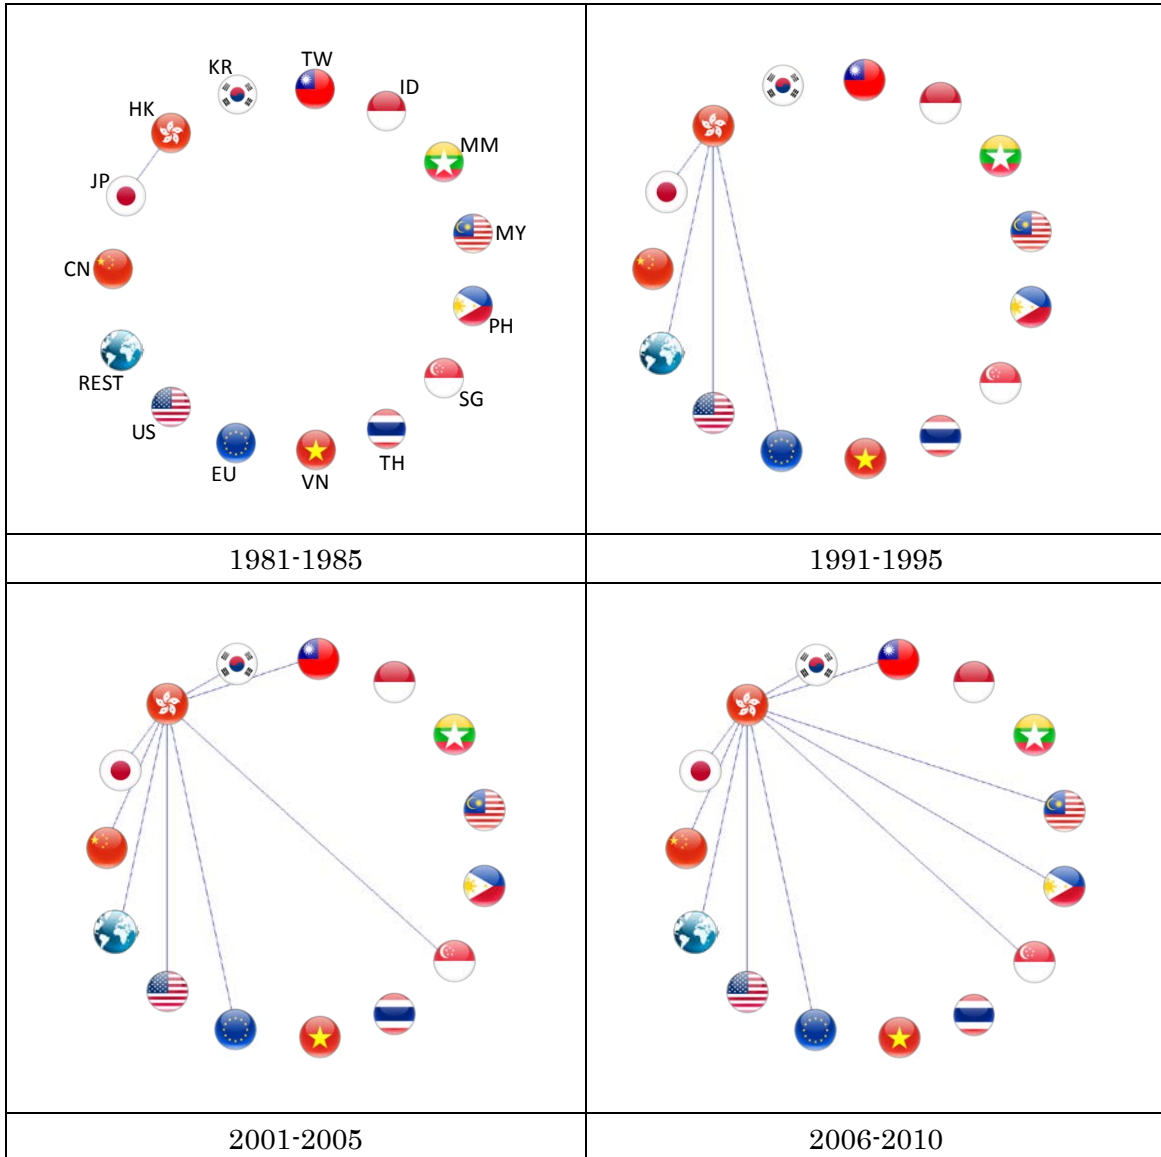 TW
KR
ID
HK
MM
JP
MY
CN
PH
REST
SG
US
TH
EU
VN
1981-1985
1991-1995
2001-2005
2006-2010